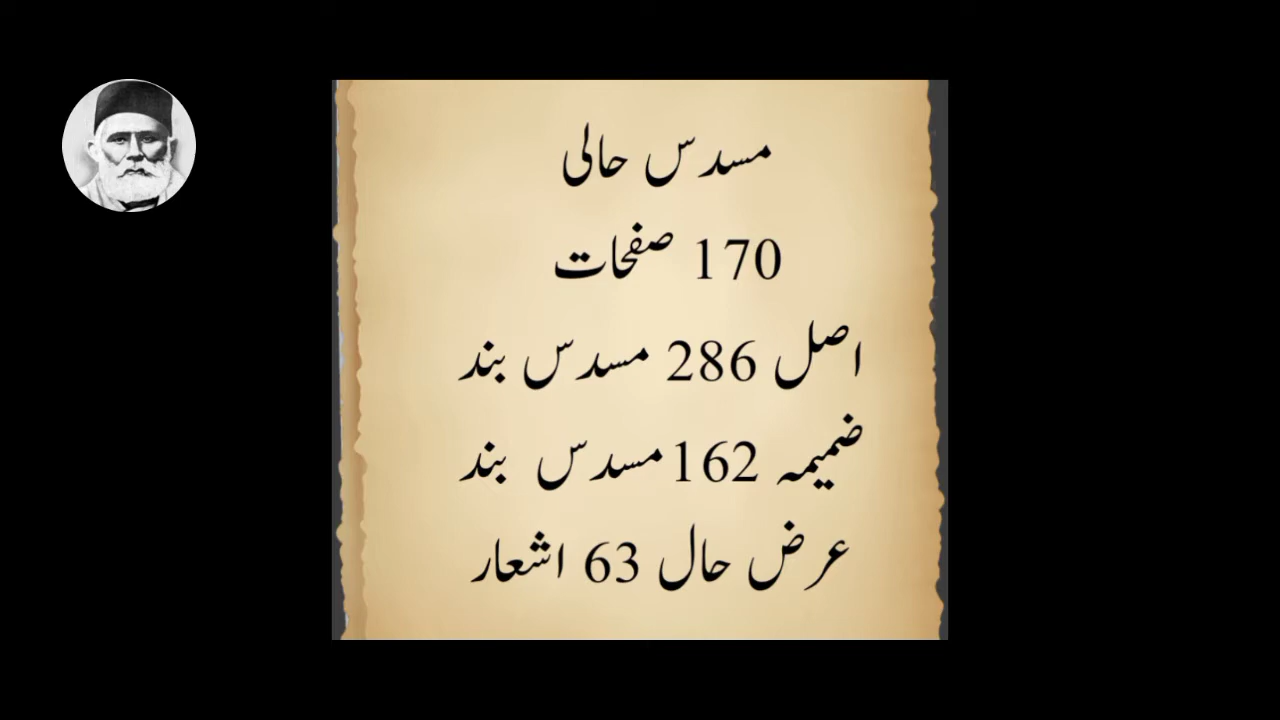 مسدس حالی
170 صفحات
اصل 286 مسدس بند
ضمیمہ 162 مسدس بند
عرض حال 63 اشعار